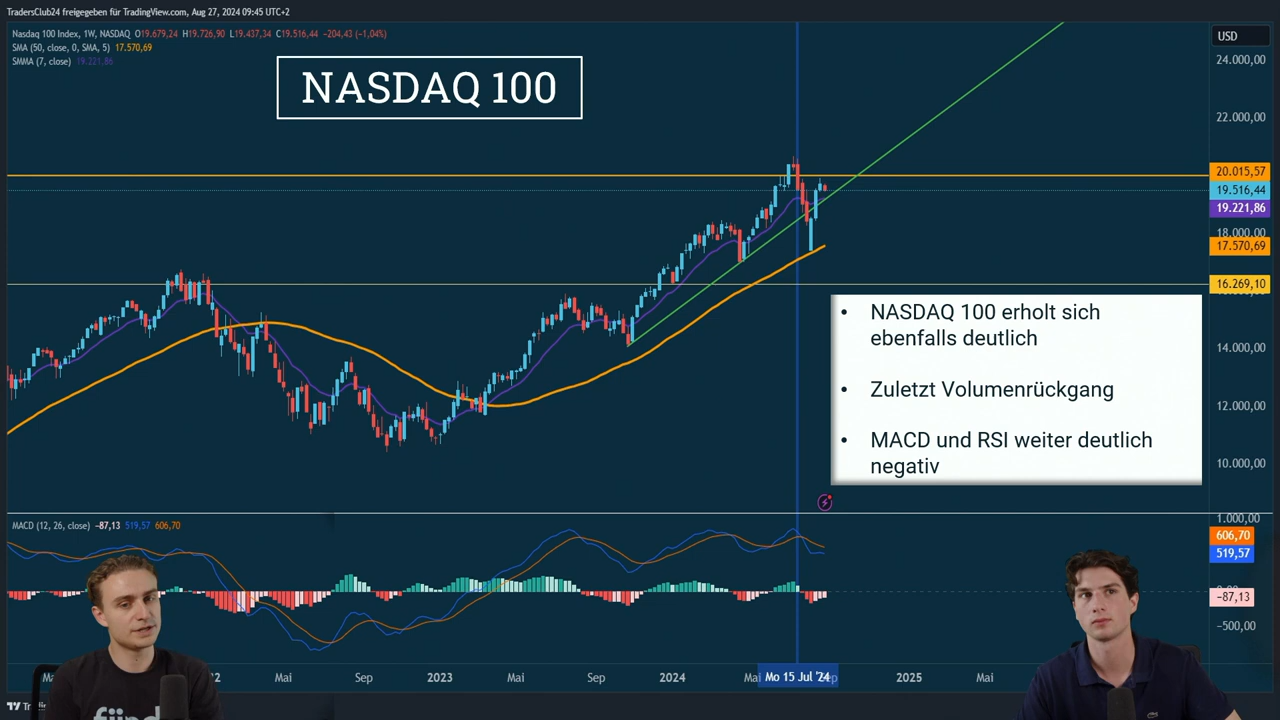 TradersClub24 freigegeben für TradingView.com, Aug 27, 2024 09:45 UTC+2
Nasdaq 100 Index, 1W, NASDAQ O19.679,24 H19.726,90 L19.437,34 C19.516,44 −204,43 (−1,04%)
SMA (50, close, 0, SMA, 5) 17.570,69
SMMA (7, close) 19.221,86
NASDAQ 100
USD
24.000,00
22.000,00
20.015,57
19.516,44
19.221,86
18.000,00
17.570,69
16.269,10
14.000,00
12.000,00
10.000,00
• NASDAQ 100 erholt sich
ebenfalls deutlich
• Zuletzt Volumenrückgang
• MACD und RSI weiter deutlich
negativ
MACD (12, 26, close) −87,13 519,57 606,70
1.000,00
606,70
519,57
−87,13
−500,00
Mai Sep 2023 Mai Sep 2024 Mai Mo 15 Jul '24 2025 Mai